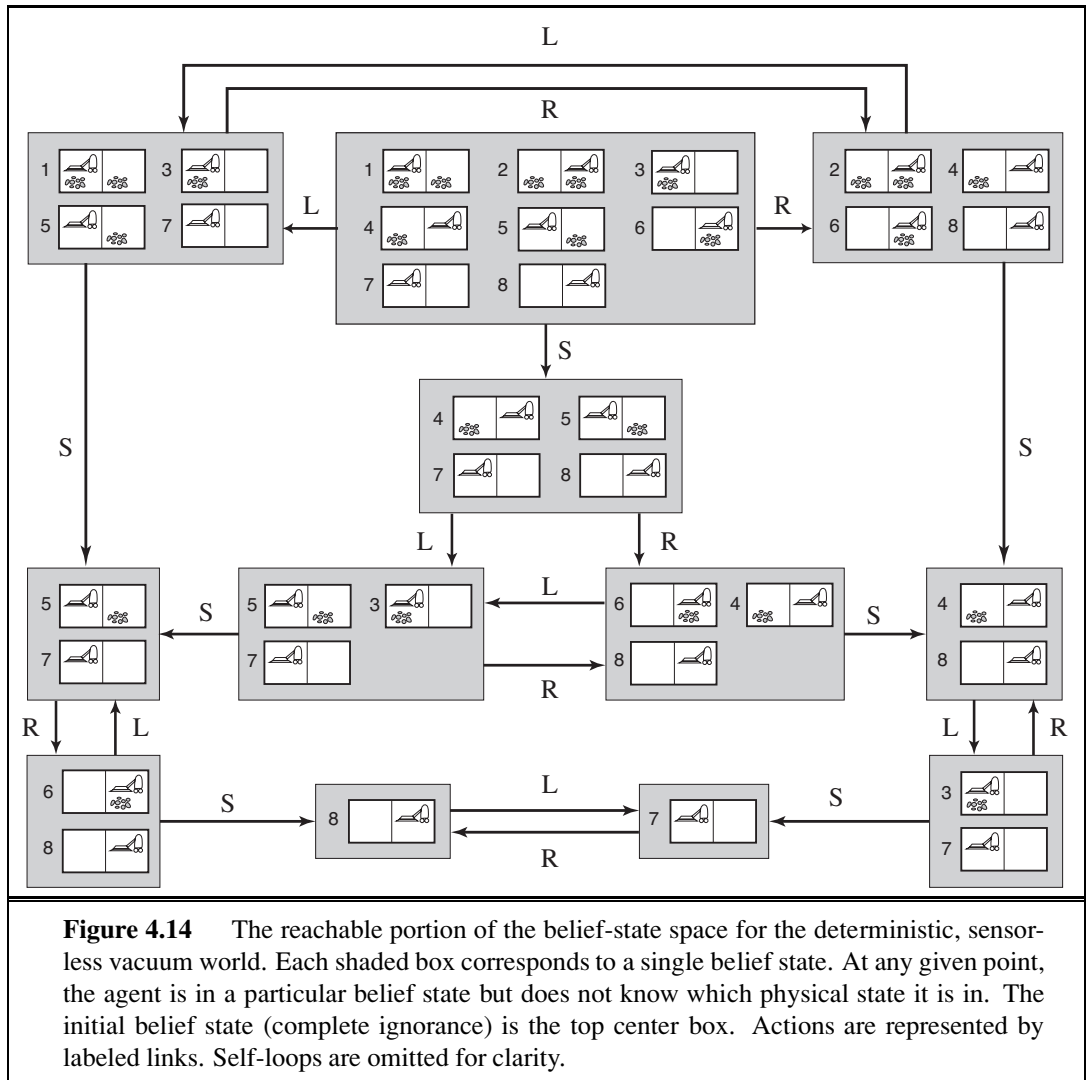 L
R
1 3
5 7
L
1 2 3
4 5 6
7 8
R
2 4
6 8
S
S
4 5
7 8
S
L R
5
7
S
5 3
7
L
R
6 4
8
S
4
8
R L
L R
6
8
S
8
L
R
7
S
3
7
Figure 4.14 The reachable portion of the belief-state space for the deterministic, sensor-
less vacuum world. Each shaded box corresponds to a single belief state. At any given point,
the agent is in a particular belief state but does not know which physical state it is in. The
initial belief state (complete ignorance) is the top center box. Actions are represented by
labeled links. Self-loops are omitted for clarity.